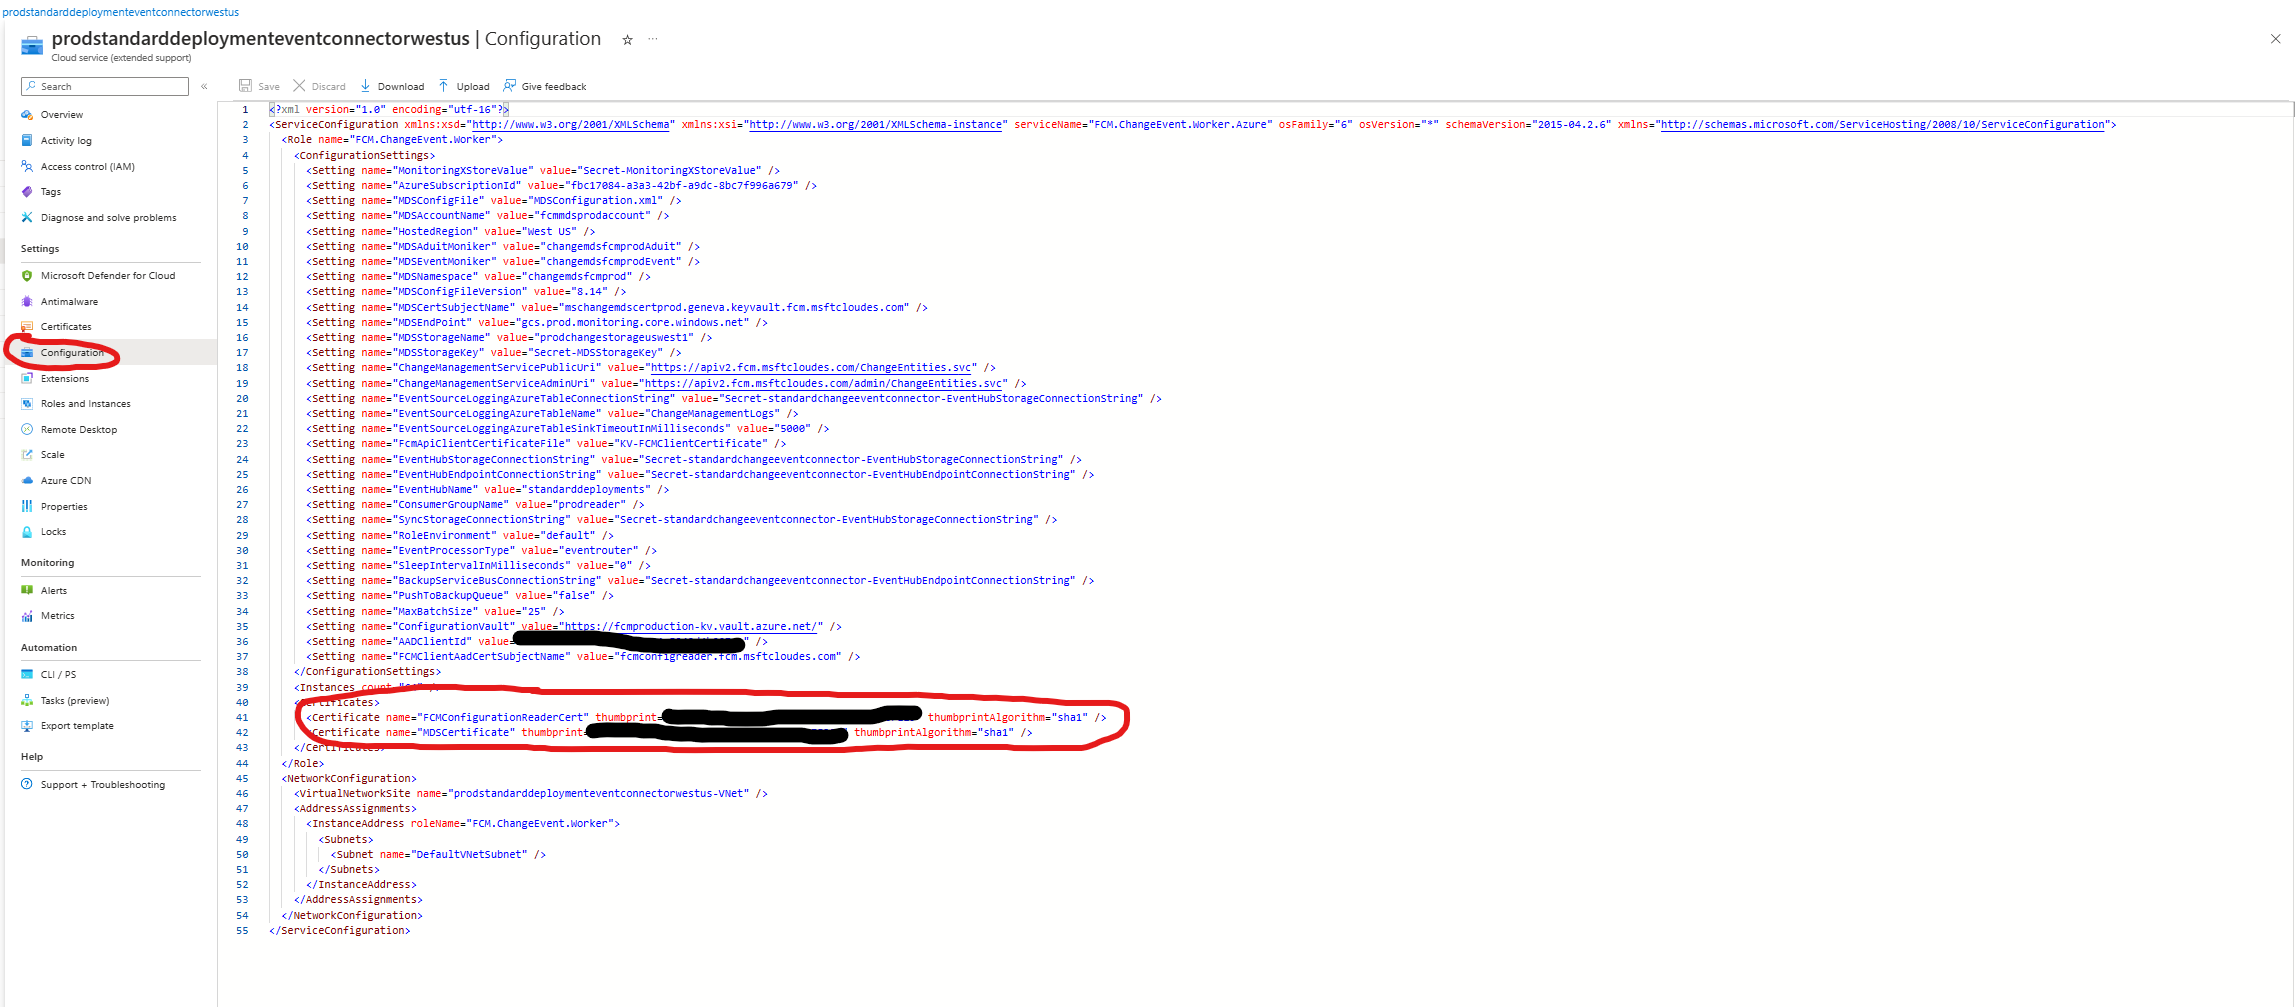 prodstandarddeploymenteventconnectorwestus
prodstandarddeploymenteventconnectorwestus | Configuration
Cloud service (extended support)
Search
Save
Discard
Download
Upload
Give feedback
Overview
Activity log
Access control (IAM)
Tags
Diagnose and solve problems
Settings
Microsoft Defender for Cloud
Antimalware
Certificates
Configuration
Extensions
Roles and Instances
Remote Desktop
Scale
Azure CDN
Properties
Locks
Monitoring
Alerts
Metrics
Automation
CLI / PS
Tasks (preview)
Export template
Help
Support + Troubleshooting
1 <?xml version="1.0" encoding="utf-16"?>
2 <ServiceConfiguration xmlns:xsd="http://www.w3.org/2001/XMLSchema" xmlns:xsi="http://www.w3.org/2001/XMLSchema-instance" serviceName="FCM.ChangeEvent.Worker.Azure" osFamily="6" osVersion="*" schemaVersion="2015-04.2.6" xmlns="http://schemas.microsoft.com/ServiceHosting/2008/10/ServiceConfiguration">
3 <Role name="FCM.ChangeEvent.Worker">
4 <ConfigurationSettings>
5 <Setting name="MonitoringXStoreValue" value="Secret-MonitoringXStoreValue" />
6 <Setting name="AzureSubscriptionId" value="fbc17084-a3a3-42bf-a9dc-8bc7f996a679" />
7 <Setting name="MDSConfigFile" value="MDSConfiguration.xml" />
8 <Setting name="MDSAccountName" value="fcmmdsprodaccount" />
9 <Setting name="HostedRegion" value="West US" />
10 <Setting name="MDSAduitMoniker" value="changemdsfcmprodAduit" />
11 <Setting name="MDSEventMoniker" value="changemdsfcmprodEvent" />
12 <Setting name="MDSNamespace" value="changemdsfcmprod" />
13 <Setting name="MDSConfigFileVersion" value="8.14" />
14 <Setting name="MDSCertSubjectName" value="mschangemdscertprod.geneva.keyvault.fcm.msftcloudes.com" />
15 <Setting name="MDSEndPoint" value="gcs.prod.monitoring.core.windows.net" />
16 <Setting name="MDSStorageName" value="prodchangestorageuswest1" />
17 <Setting name="MDSStorageKey" value="Secret-MDSStorageKey" />
18 <Setting name="ChangeManagementServicePublicUri" value="https://apiv2.fcm.msftcloudes.com/ChangeEntities.svc" />
19 <Setting name="ChangeManagementServiceAdminUri" value="https://apiv2.fcm.msftcloudes.com/admin/ChangeEntities.svc" />
20 <Setting name="EventSourceLoggingAzureTableConnectionString" value="Secret-standardchangeeventconnector-EventHubStorageConnectionString" />
21 <Setting name="EventSourceLoggingAzureTableName" value="ChangeManagementLogs" />
22 <Setting name="EventSourceLoggingAzureTableSinkTimeoutInMilliseconds" value="5000" />
23 <Setting name="FcmApiClientCertificateFile" value="KV-FCMClientCertificate" />
24 <Setting name="EventHubStorageConnectionString" value="Secret-standardchangeeventconnector-EventHubStorageConnectionString" />
25 <Setting name="EventHubEndpointConnectionString" value="Secret-standardchangeeventconnector-EventHubEndpointConnectionString" />
26 <Setting name="EventHubName" value="standarddeployments" />
27 <Setting name="ConsumerGroupName" value="prodreader" />
28 <Setting name="SyncStorageConnectionString" value="Secret-standardchangeeventconnector-EventHubStorageConnectionString" />
29 <Setting name="RoleEnvironment" value="default" />
30 <Setting name="EventProcessorType" value="eventrouter" />
31 <Setting name="SleepIntervalInMilliseconds" value="0" />
32 <Setting name="BackupServiceBusConnectionString" value="Secret-standardchangeeventconnector-EventHubEndpointConnectionString" />
33 <Setting name="PushToBackupQueue" value="false" />
34 <Setting name="MaxBatchSize" value="25" />
35 <Setting name="ConfigurationVault" value="https://fcmproduction-kv.vault.azure.net/" />
36 <Setting name="AADClientId" value= " />
37 <Setting name="FCMClientAadCertSubjectName" value="fcmconfigreader.fcm.msftcloudes.com" />
38 </ConfigurationSettings>
39 <Instances count
40 <Certificates>
41 <Certificate name="FCMConfigurationReaderCert" thumbprint= thumbprintAlgorithm="sha1" />
42 <Certificate name="MDSCertificate" thumbprint= thumbprintAlgorithm="sha1" />
43 </Certificates>
44 </Role>
45 <NetworkConfiguration>
46 <VirtualNetworkSite name="prodstandarddeploymenteventconnectorwestus-VNet" />
47 <AddressAssignments>
48 <InstanceAddress roleName="FCM.ChangeEvent.Worker">
49 <Subnets>
50 <Subnet name="DefaultVNetSubnet" />
51 </Subnets>
52 </InstanceAddress>
53 </AddressAssignments>
54 </NetworkConfiguration>
55 </ServiceConfiguration>